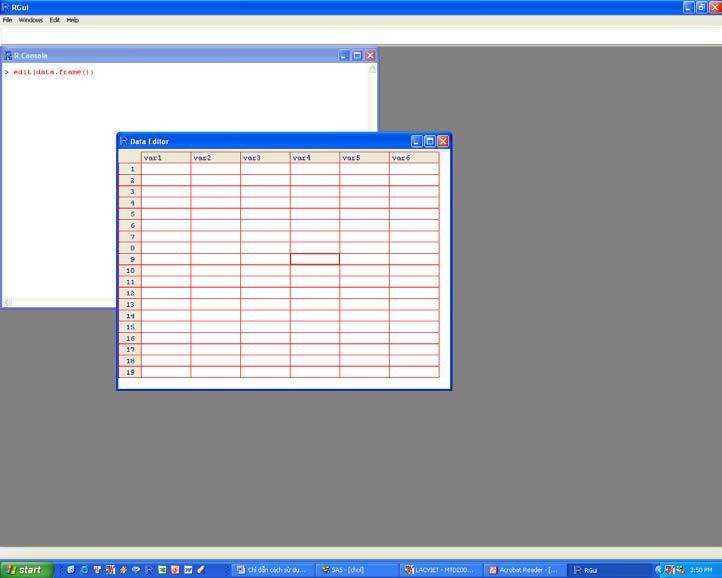 RGui
File Windows Edit Help
R Console
> edit(data.frame())
Data Editor
var1 var2 var3 var4 var5 var6
1
2
3
4
5
6
7
8
9
10
11
12
13
14
15
16
17
18
19
start
Chỉ dẫn cách sử dụ...
SAS - [chol]
LACVIET - MTD200...
Acrobat Reader - [...
RGui
3:50 PM